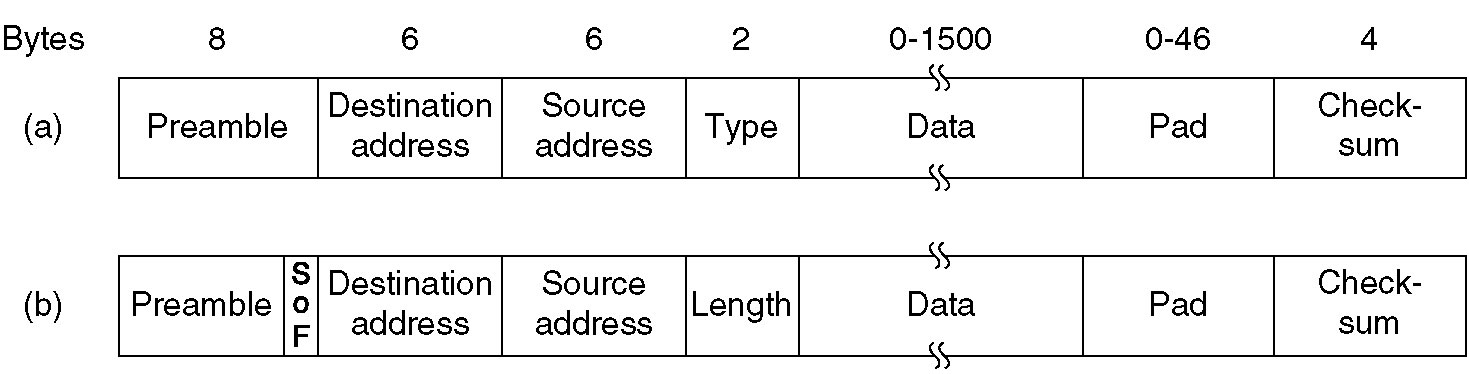 Bytes 8 6 6 2 0-1500 0-46 4
(a) Preamble Destination address Source address Type Data Pad Check-sum
(b) Preamble SoF Destination address Source address Length Data Pad Check-sum